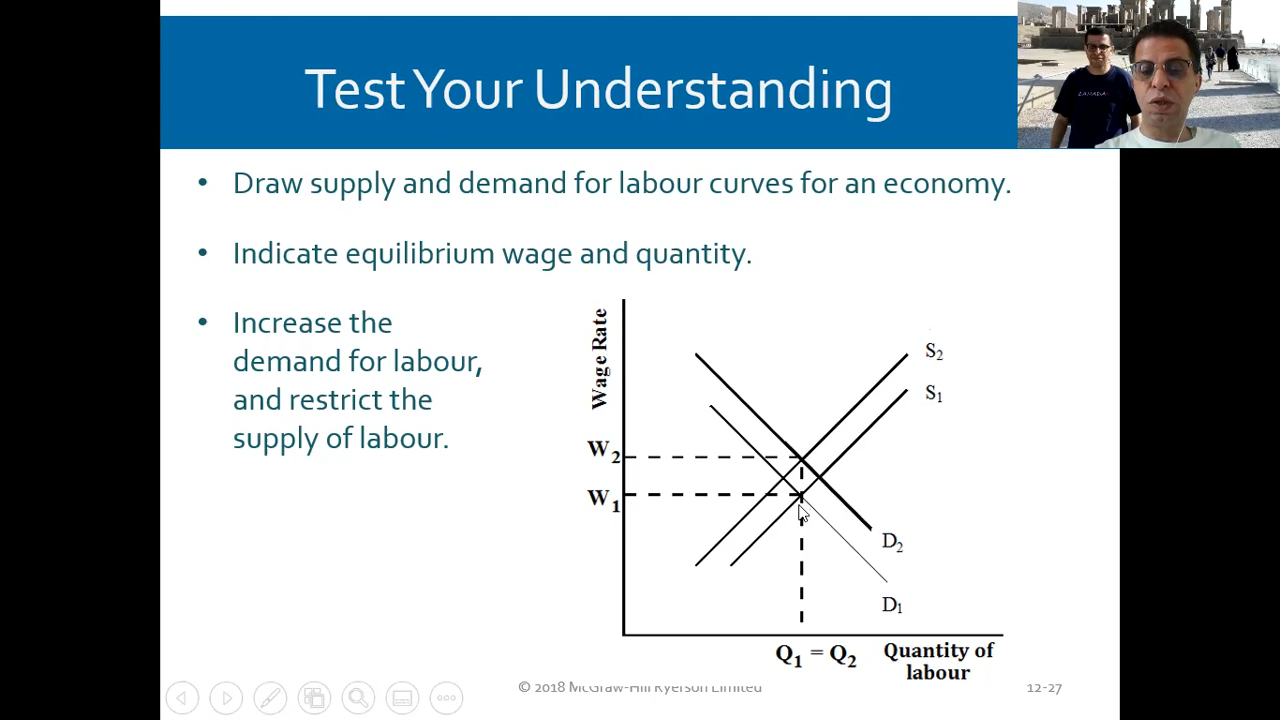 Test Your Understanding
• Draw supply and demand for labour curves for an economy.
• Indicate equilibrium wage and quantity.
• Increase the
demand for labour,
and restrict the
supply of labour.
Wage Rate
S2
S1
W2
W1
D2
D1
Q1 = Q2
Quantity of
labour
© 2018 McGraw-Hill Ryerson Limited
12-27
CANADA